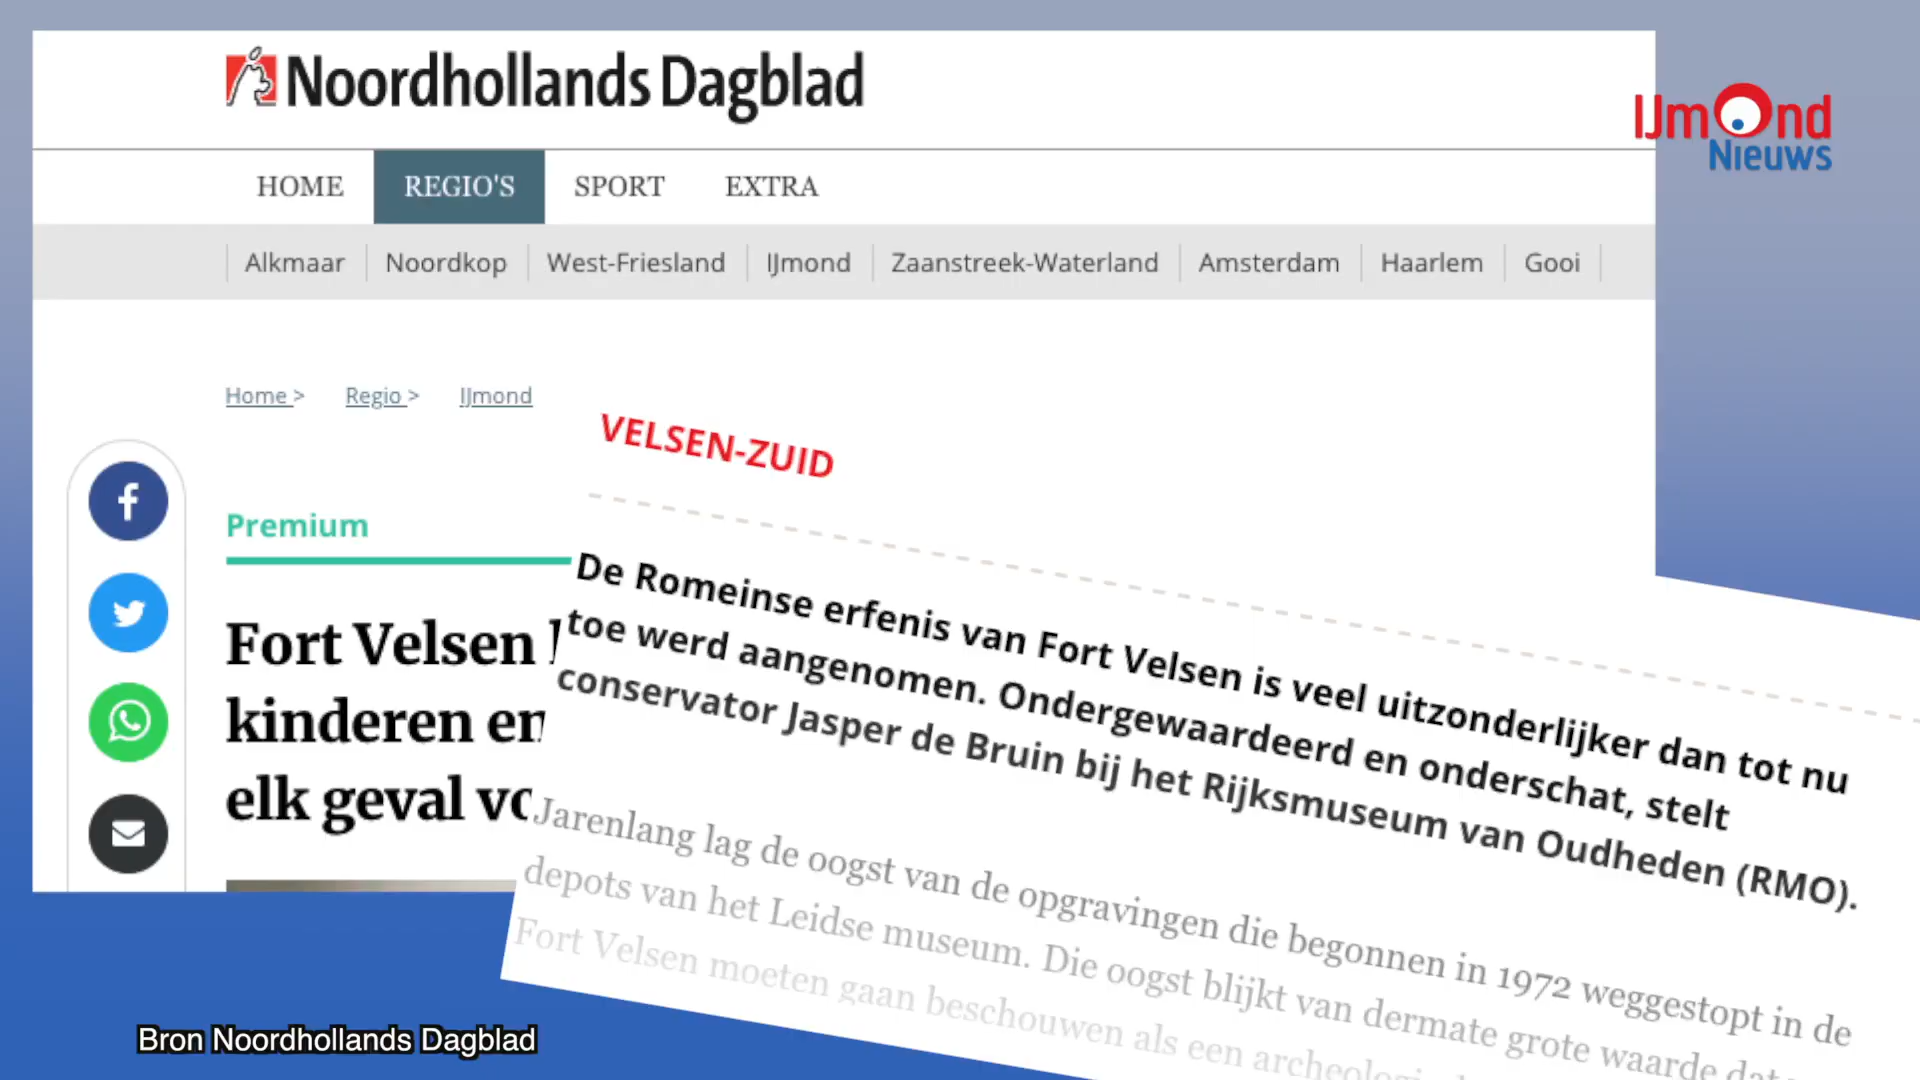 Noordhollands Dagblad
IJmond
Nieuws
HOME REGIO'S SPORT EXTRA
Alkmaar Noordkop West-Friesland IJmond Zaanstreek-Waterland Amsterdam Haarlem Gooi
Home > Regio > IJmond
Premium
Fort Velsen
kinderen en
elk geval
VELSEN-ZUID
De Romeinse erfenis van Fort Velsen is veel uitzonderlijker dan tot nu
toe werd aangenomen. Ondergewaardeerd en onderschat, stelt
conservator Jasper de Bruin bij het Rijksmuseum van Oudheden (RMO).
Jarenlang lag de oogst van de opgravingen die begonnen in 1972 weggestopt in de
depots van het Leidse museum. Die oogst blijkt van dermate grote waarde dat
Fort Velsen moeten gaan beschouwen als een
Bron Noordhollands Dagblad